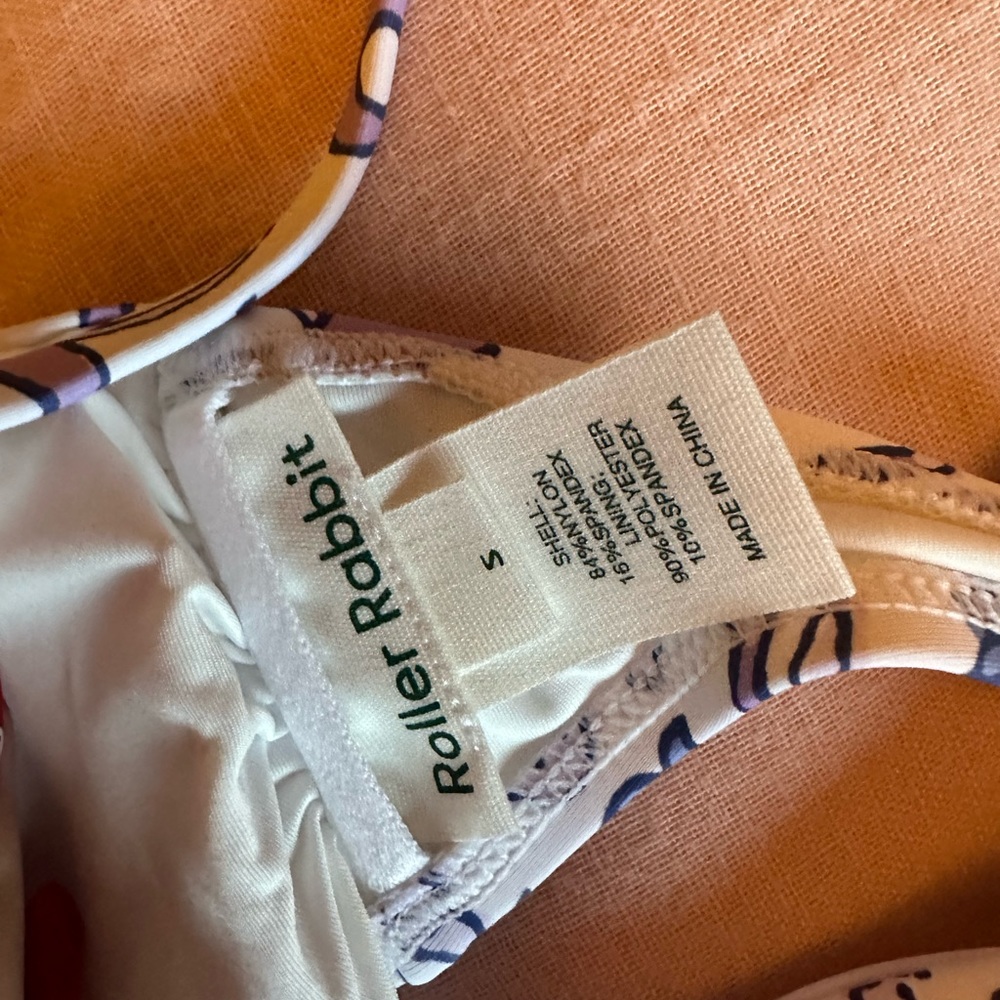 Roller Rabbit
S
SHELL:
84%NYLON
16%SPANDEX
LINING:
90%POLYESTER
10%SPANDEX
MADE IN CHINA